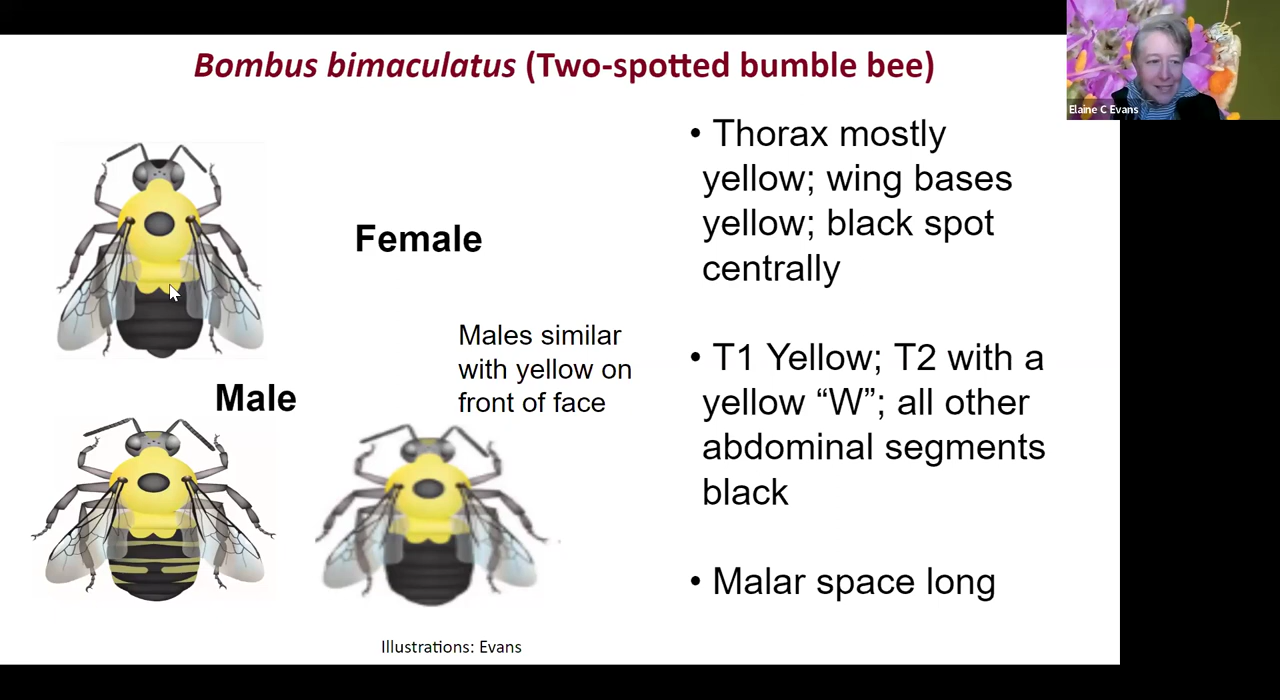 Bombus bimaculatus (Two-spotted bumble bee)
Elaine C Evans
Female
Males similar
with yellow on
front of face
Male
Illustrations: Evans
• Thorax mostly
yellow; wing bases
yellow; black spot
centrally
• T1 Yellow; T2 with a
yellow “W”; all other
abdominal segments
black
• Malar space long